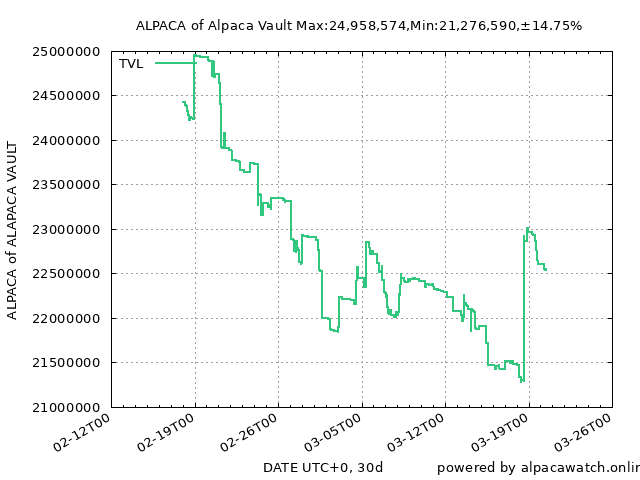 ALPACA of Alpaca Vault Max:24,958,574,Min:21,276,590,±14.75%
TVL
25000000
24500000
24000000
23500000
23000000
22500000
22000000
21500000
21000000
ALPACA of ALAPACA VAULT
02-12T00
02-19T00
02-26T00
03-05T00
03-12T00
03-19T00
03-26T00
DATE UTC+0, 30d
powered by alpacawatch.onlin